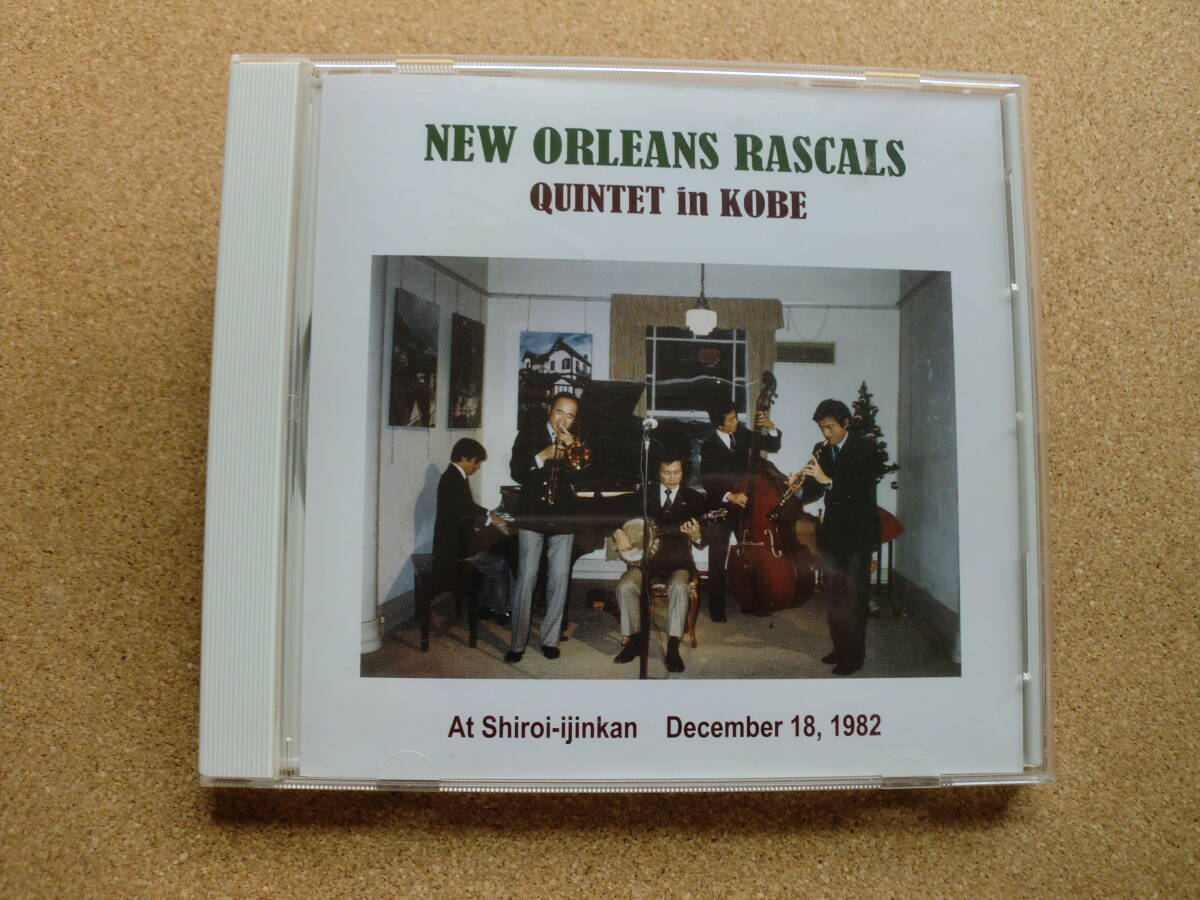 NEW ORLEANS RASCALS
QUINTET in KOBE
At Shiroi-ijinkan December 18, 1982